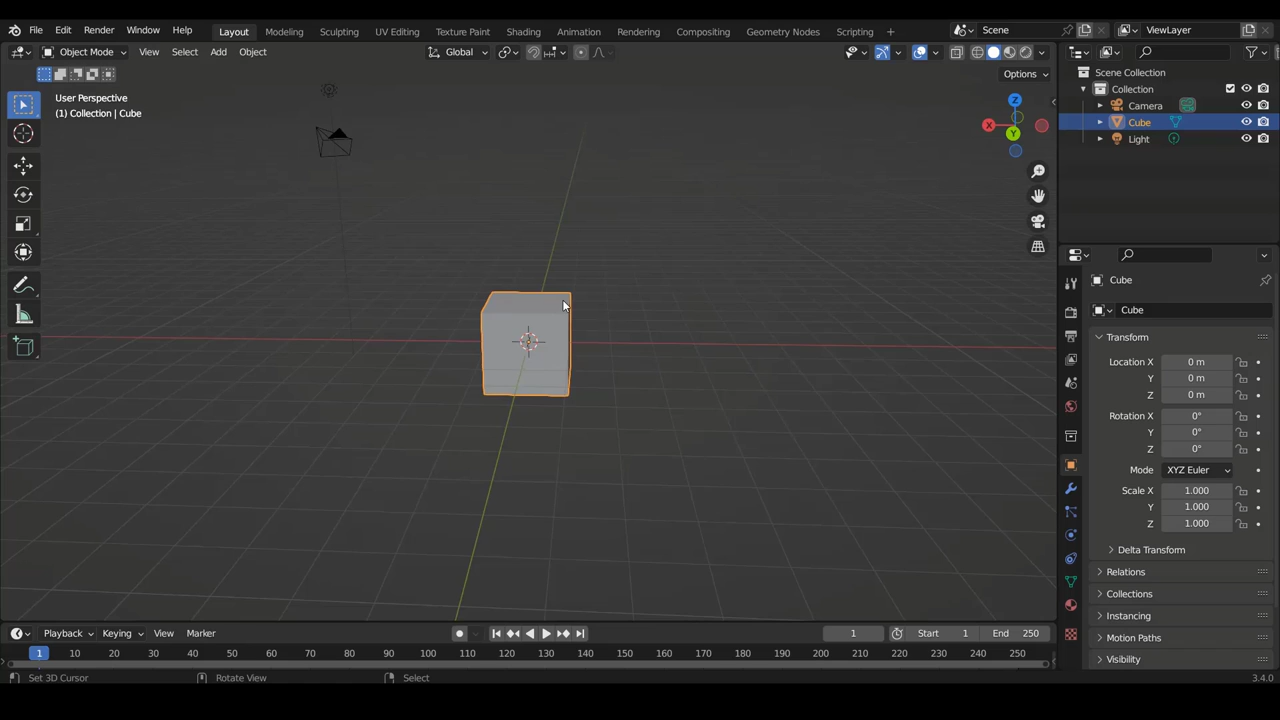 File Edit Render Window Help Layout Modeling Sculpting UV Editing Texture Paint Shading Animation Rendering Compositing Geometry Nodes Scripting + Scene ViewLayer
Object Mode View Select Add Object Global
Options
User Perspective
(1) Collection | Cube
Z
X
Y
Scene Collection
Collection
Camera
Cube
Light
Cube
Cube
Transform
Location X 0 m
Y 0 m
Z 0 m
Rotation X 0°
Y 0°
Z 0°
Mode XYZ Euler
Scale X 1.000
Y 1.000
Z 1.000
Delta Transform
Relations
Collections
Instancing
Motion Paths
Visibility
Playback Keying View Marker 1 Start 1 End 250
1 10 20 30 40 50 60 70 80 90 100 110 120 130 140 150 160 170 180 190 200 210 220 230 240 250
Set 3D Cursor Rotate View Select 3.4.0